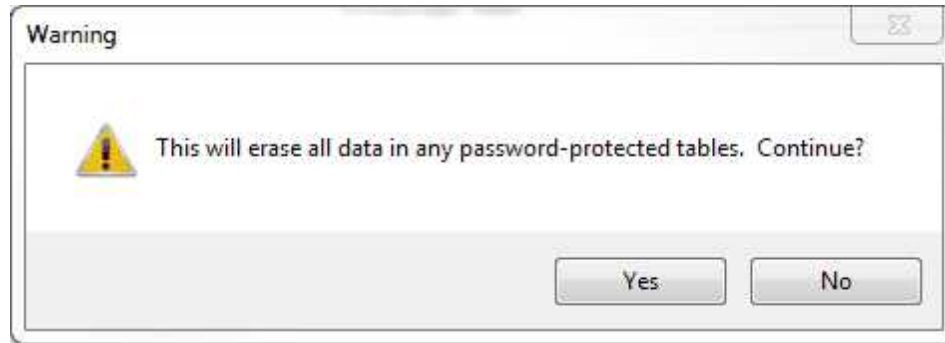 Warning
This will erase all data in any password-protected tables.  Continue?
Yes
No